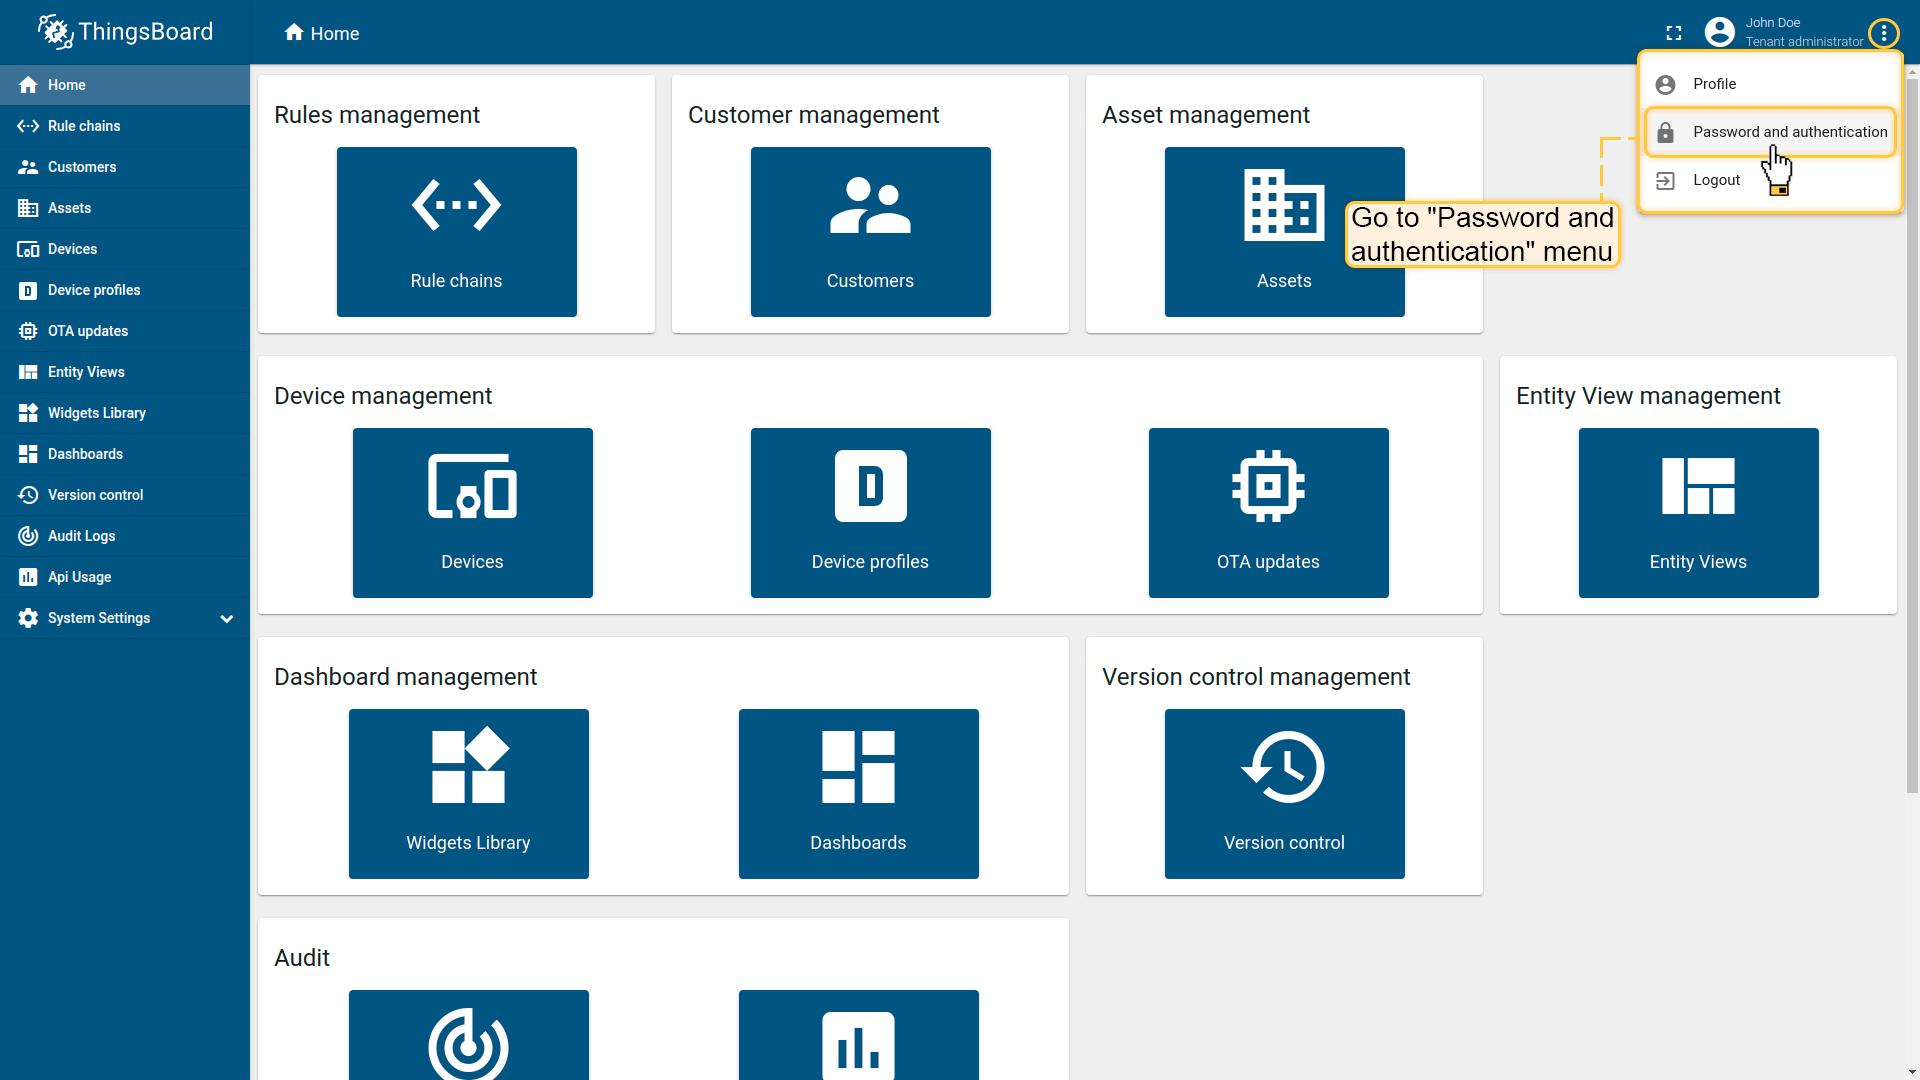 ThingsBoard
Home
John Doe
Tenant administrator
Profile
Password and authentication
Logout
Go to "Password and
authentication" menu
Home
Rule chains
Customers
Assets
Devices
Device profiles
OTA updates
Entity Views
Widgets Library
Dashboards
Version control
Audit Logs
Api Usage
System Settings
Rules management
Rule chains
Customer management
Customers
Asset management
Assets
Device management
Devices
D
Device profiles
OTA updates
Entity View management
Entity Views
Dashboard management
Widgets Library
Dashboards
Version control management
Version control
Audit